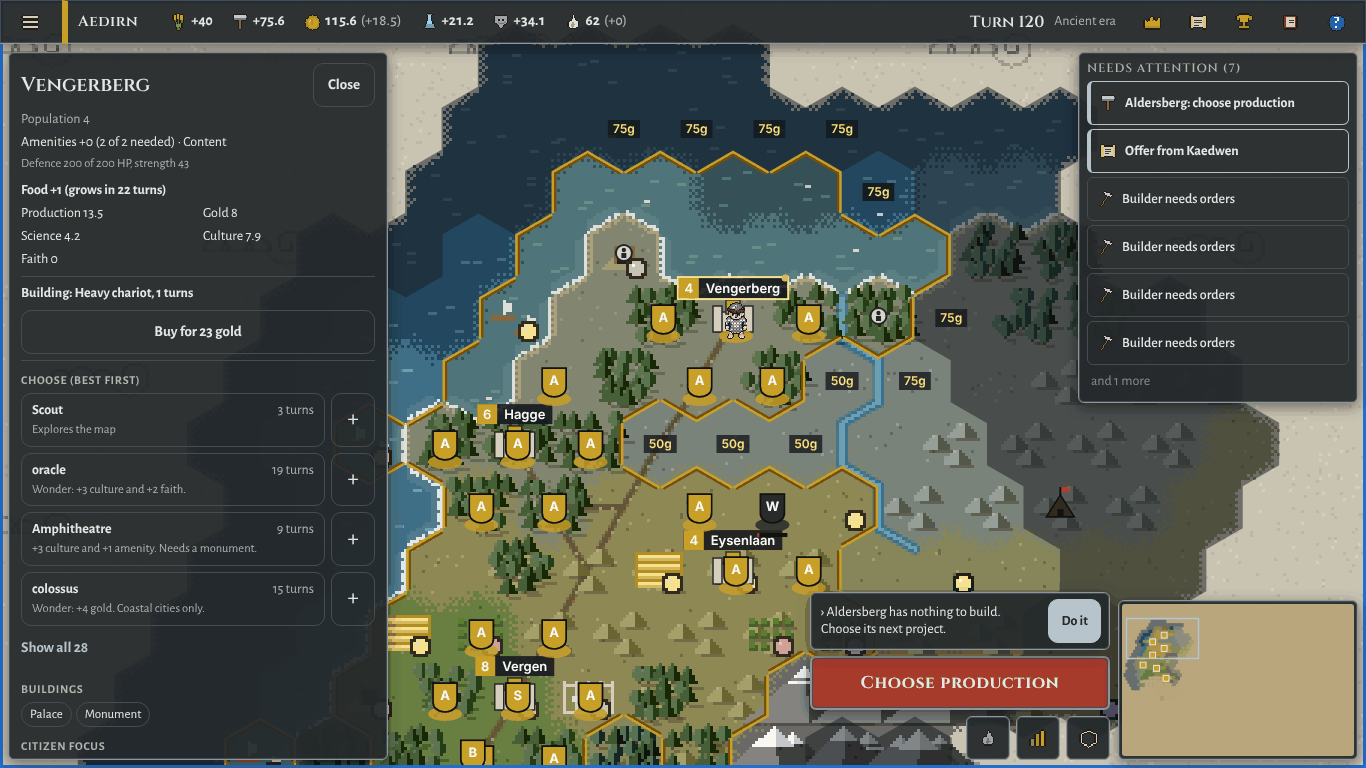 AEDIRN
+40
+75.6
115.6 (+18.5)
+21.2
+34.1
62 (+0)
TURN 120 Ancient era
VENGERBERG
Close
Population 4
Amenities +0 (2 of 2 needed) · Content
Defence 200 of 200 HP, strength 43
Food +1 (grows in 22 turns)
Production 13.5 Gold 8
Science 4.2 Culture 7.9
Faith 0
Building: Heavy chariot, 1 turns
Buy for 23 gold
CHOOSE (BEST FIRST)
Scout 3 turns
Explores the map
+
oracle 19 turns
Wonder: +3 culture and +2 faith.
+
Amphitheatre 9 turns
+3 culture and +1 amenity. Needs a monument.
+
colossus 15 turns
Wonder: +4 gold. Coastal cities only.
+
Show all 28
BUILDINGS
Palace Monument
CITIZEN FOCUS
75g 75g 75g 75g
75g
4 Vengerberg
A A
75g
A A A 50g 75g
6 Hagge
A A A 50g 50g 50g
A A A W
4 Eysenlaan
A A
A A
8 Vergen
A S A
B A
NEEDS ATTENTION (7)
Aldersberg: choose production
Offer from Kaedwen
Builder needs orders
Builder needs orders
Builder needs orders
Builder needs orders
and 1 more
› Aldersberg has nothing to build.
Choose its next project.
Do it
CHOOSE PRODUCTION
?